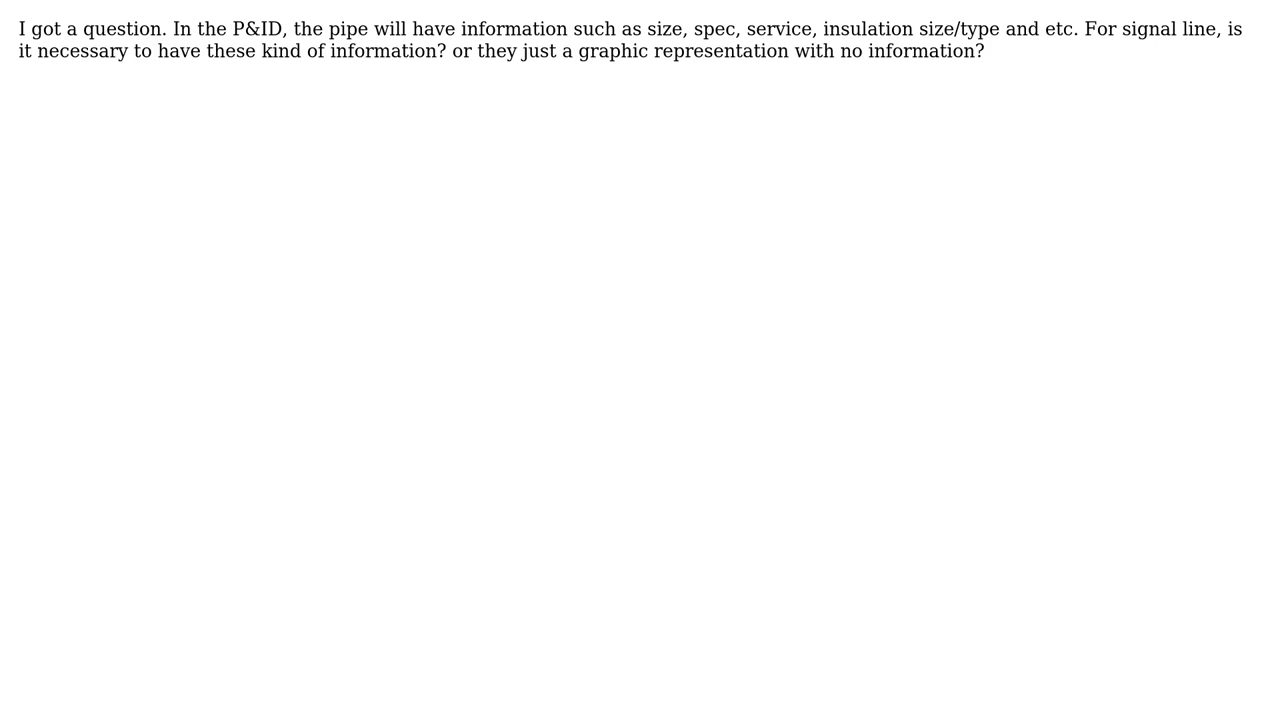 I got a question. In the P&ID, the pipe will have information such as size, spec, service, insulation size/type and etc. For signal line, is
it necessary to have these kind of information? or they just a graphic representation with no information?